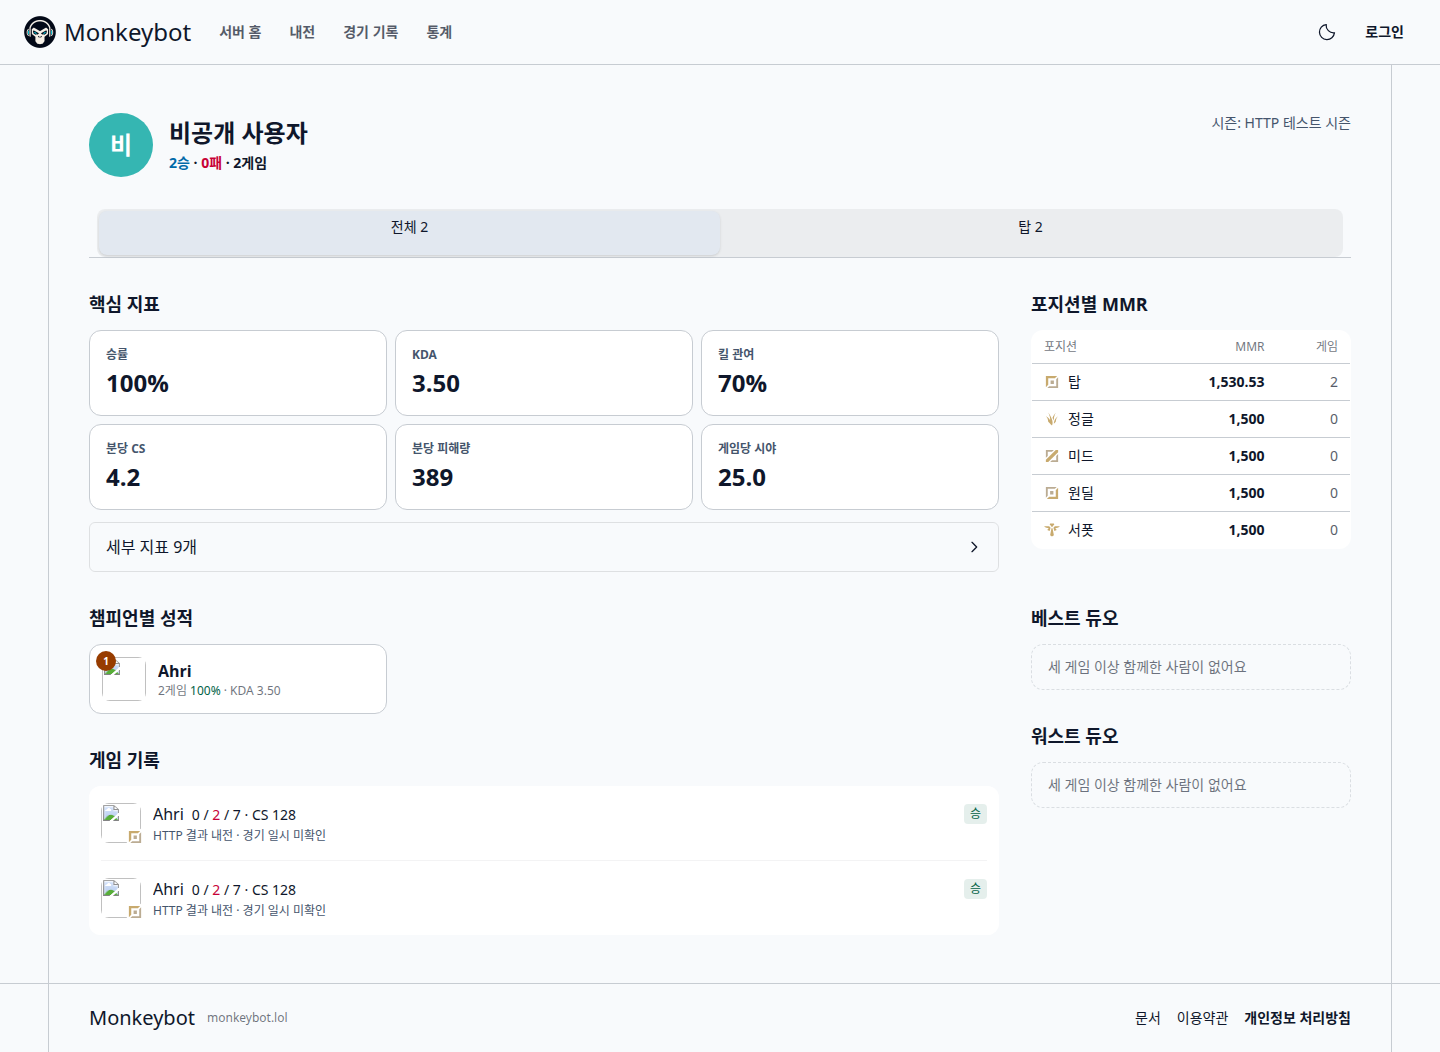 Monkeybot 서버 홈 내전 경기 기록 통계 로그인
비
비공개 사용자
2승 · 0패 · 2게임
시즌: HTTP 테스트 시즌
전체 2 탑 2
핵심 지표
승률
100%
KDA
3.50
킬 관여
70%
분당 CS
4.2
분당 피해량
389
게임당 시야
25.0
세부 지표 9개
포지션별 MMR
포지션 MMR 게임
탑 1,530.53 2
정글 1,500 0
미드 1,500 0
원딜 1,500 0
서폿 1,500 0
챔피언별 성적
1
Ahri
2게임 100% · KDA 3.50
베스트 듀오
세 게임 이상 함께한 사람이 없어요
워스트 듀오
세 게임 이상 함께한 사람이 없어요
게임 기록
Ahri 0 / 2 / 7 · CS 128
HTTP 결과 내전 · 경기 일시 미확인
승
Ahri 0 / 2 / 7 · CS 128
HTTP 결과 내전 · 경기 일시 미확인
승
Monkeybot monkeybot.lol
문서 이용약관 개인정보 처리방침